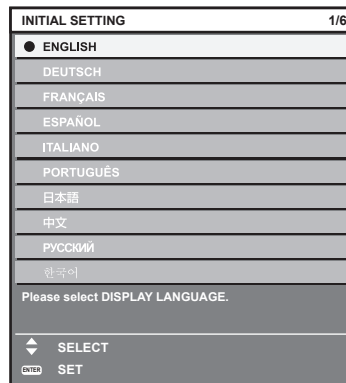 INITIAL SETTING 1/6
ENGLISH
DEUTSCH
FRANÇAIS
ESPAÑOL
ITALIANO
PORTUGUÊS
日本語
中文
РУССКИЙ
한국어
Please select DISPLAY LANGUAGE.
SELECT
ENTER SET